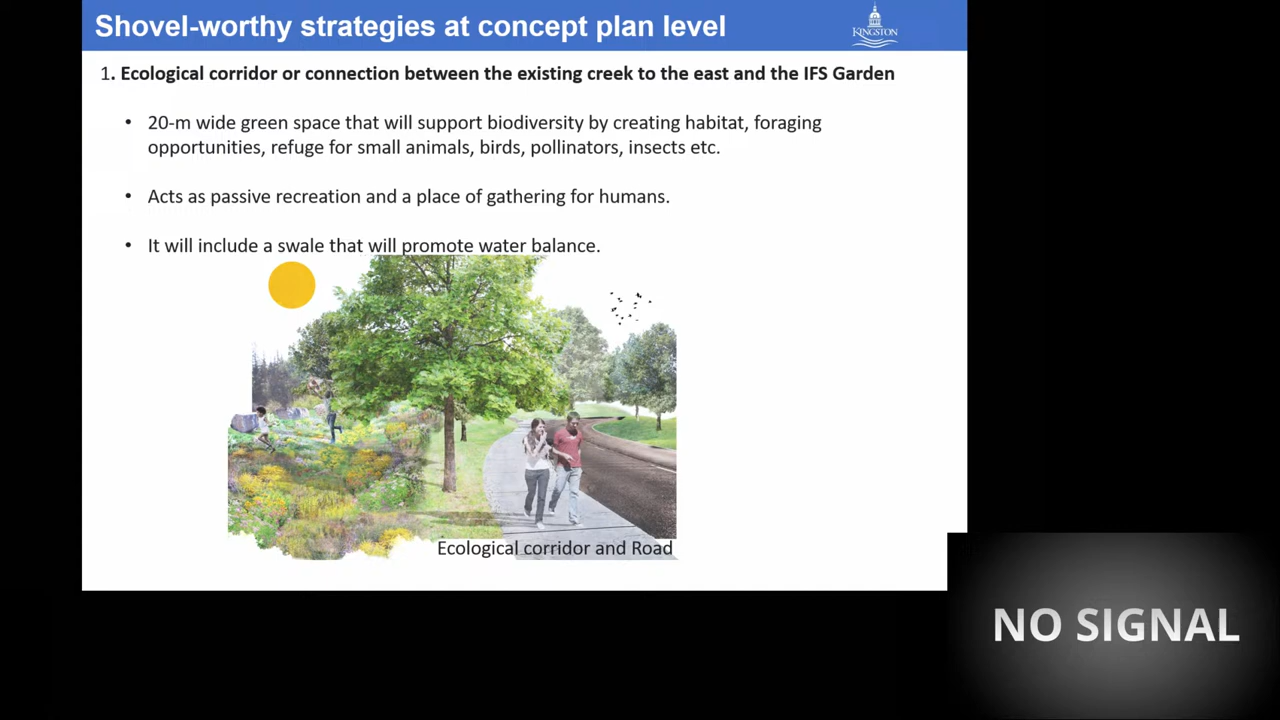 Shovel-worthy strategies at concept plan level
KINGSTON
1. Ecological corridor or connection between the existing creek to the east and the IFS Garden
• 20-m wide green space that will support biodiversity by creating habitat, foraging
opportunities, refuge for small animals, birds, pollinators, insects etc.
• Acts as passive recreation and a place of gathering for humans.
• It will include a swale that will promote water balance.
Ecological corridor and Road
NO SIGNAL